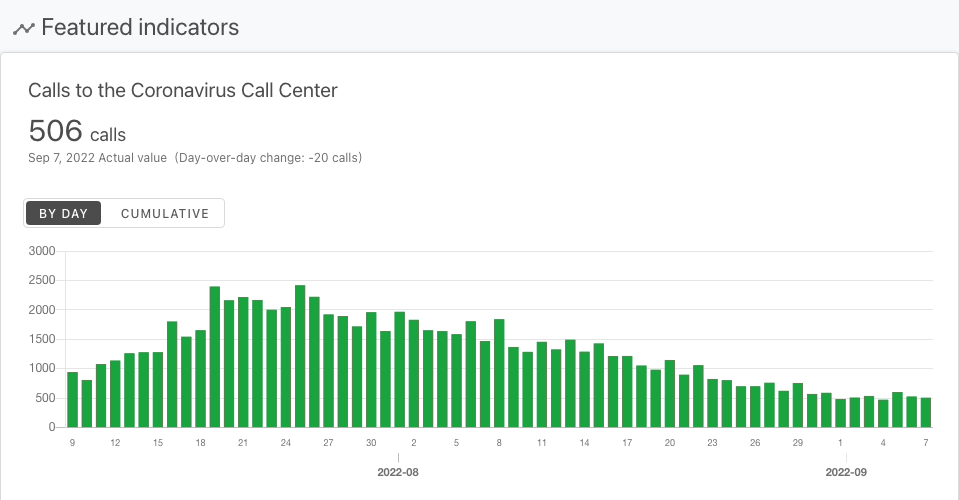 Featured indicators
Calls to the Coronavirus Call Center
506 calls
Sep 7, 2022 Actual value (Day-over-day change: -20 calls)
BY DAY CUMULATIVE
3000
2500
2000
1500
1000
500
0
9 12 15 18 21 24 27 30 2 5 8 11 14 17 20 23 26 29 1 4 7
2022-08 2022-09